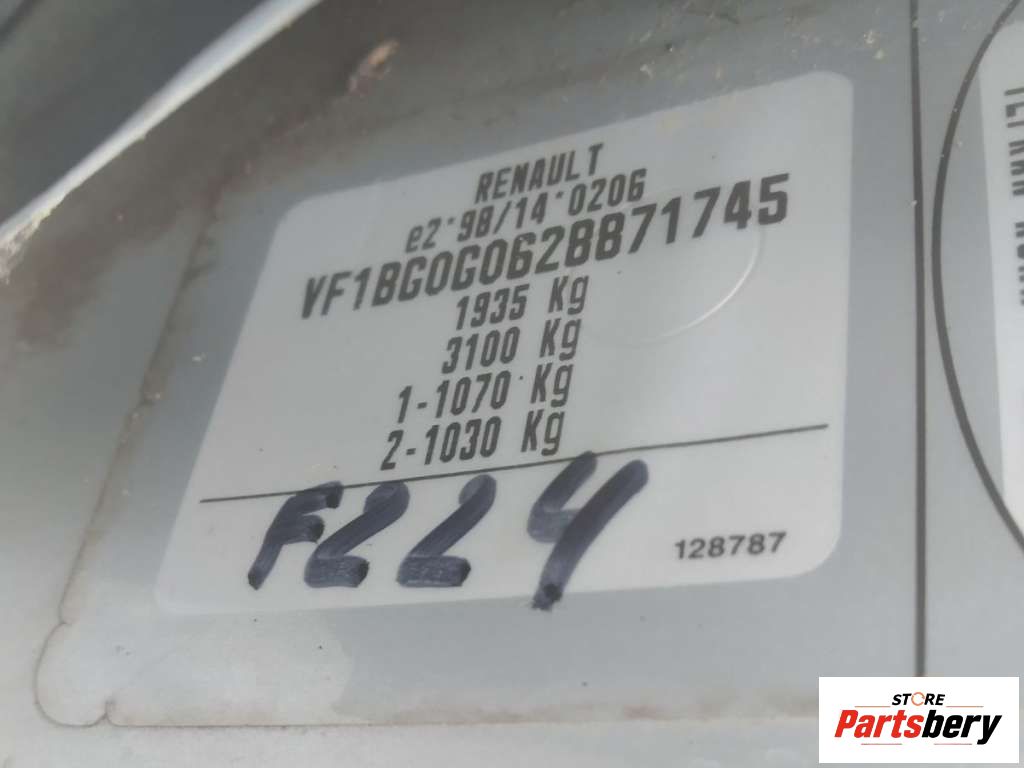 RENAULT
e2*98/14*0206
VF1BG0G0628871745
1935 Kg
3100 Kg
1-1070 Kg
2-1030 Kg
F224
128787
STORE
Partsbery